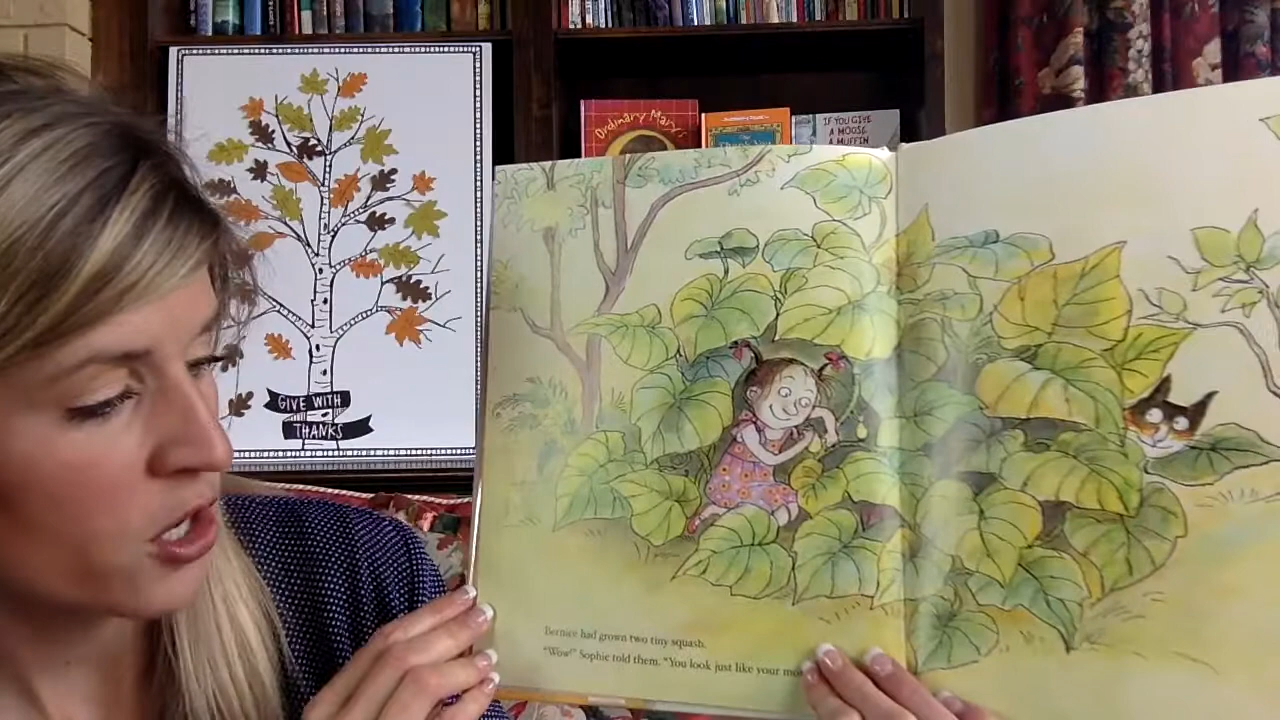 Ordinary Mary's
IF YOU GIVE
A MOOSE
A MUFFIN
GIVE WITH
THANKS
Bernice had grown two tiny squash.
"Wow!" Sophie told them. "You look just like your